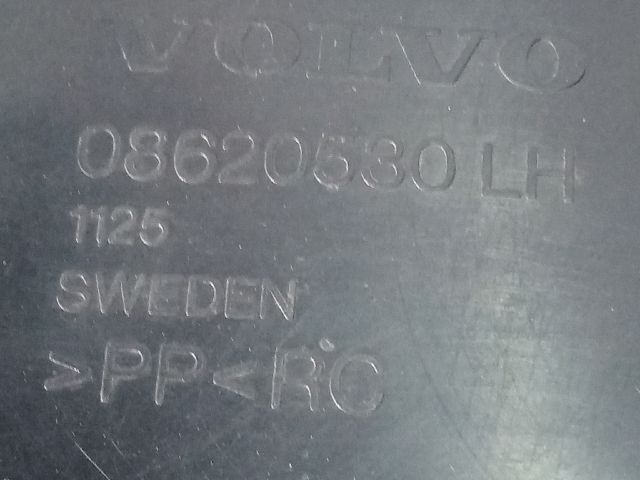 VOLVO
08620530 LH
1125
SWEDEN
>PP< RC